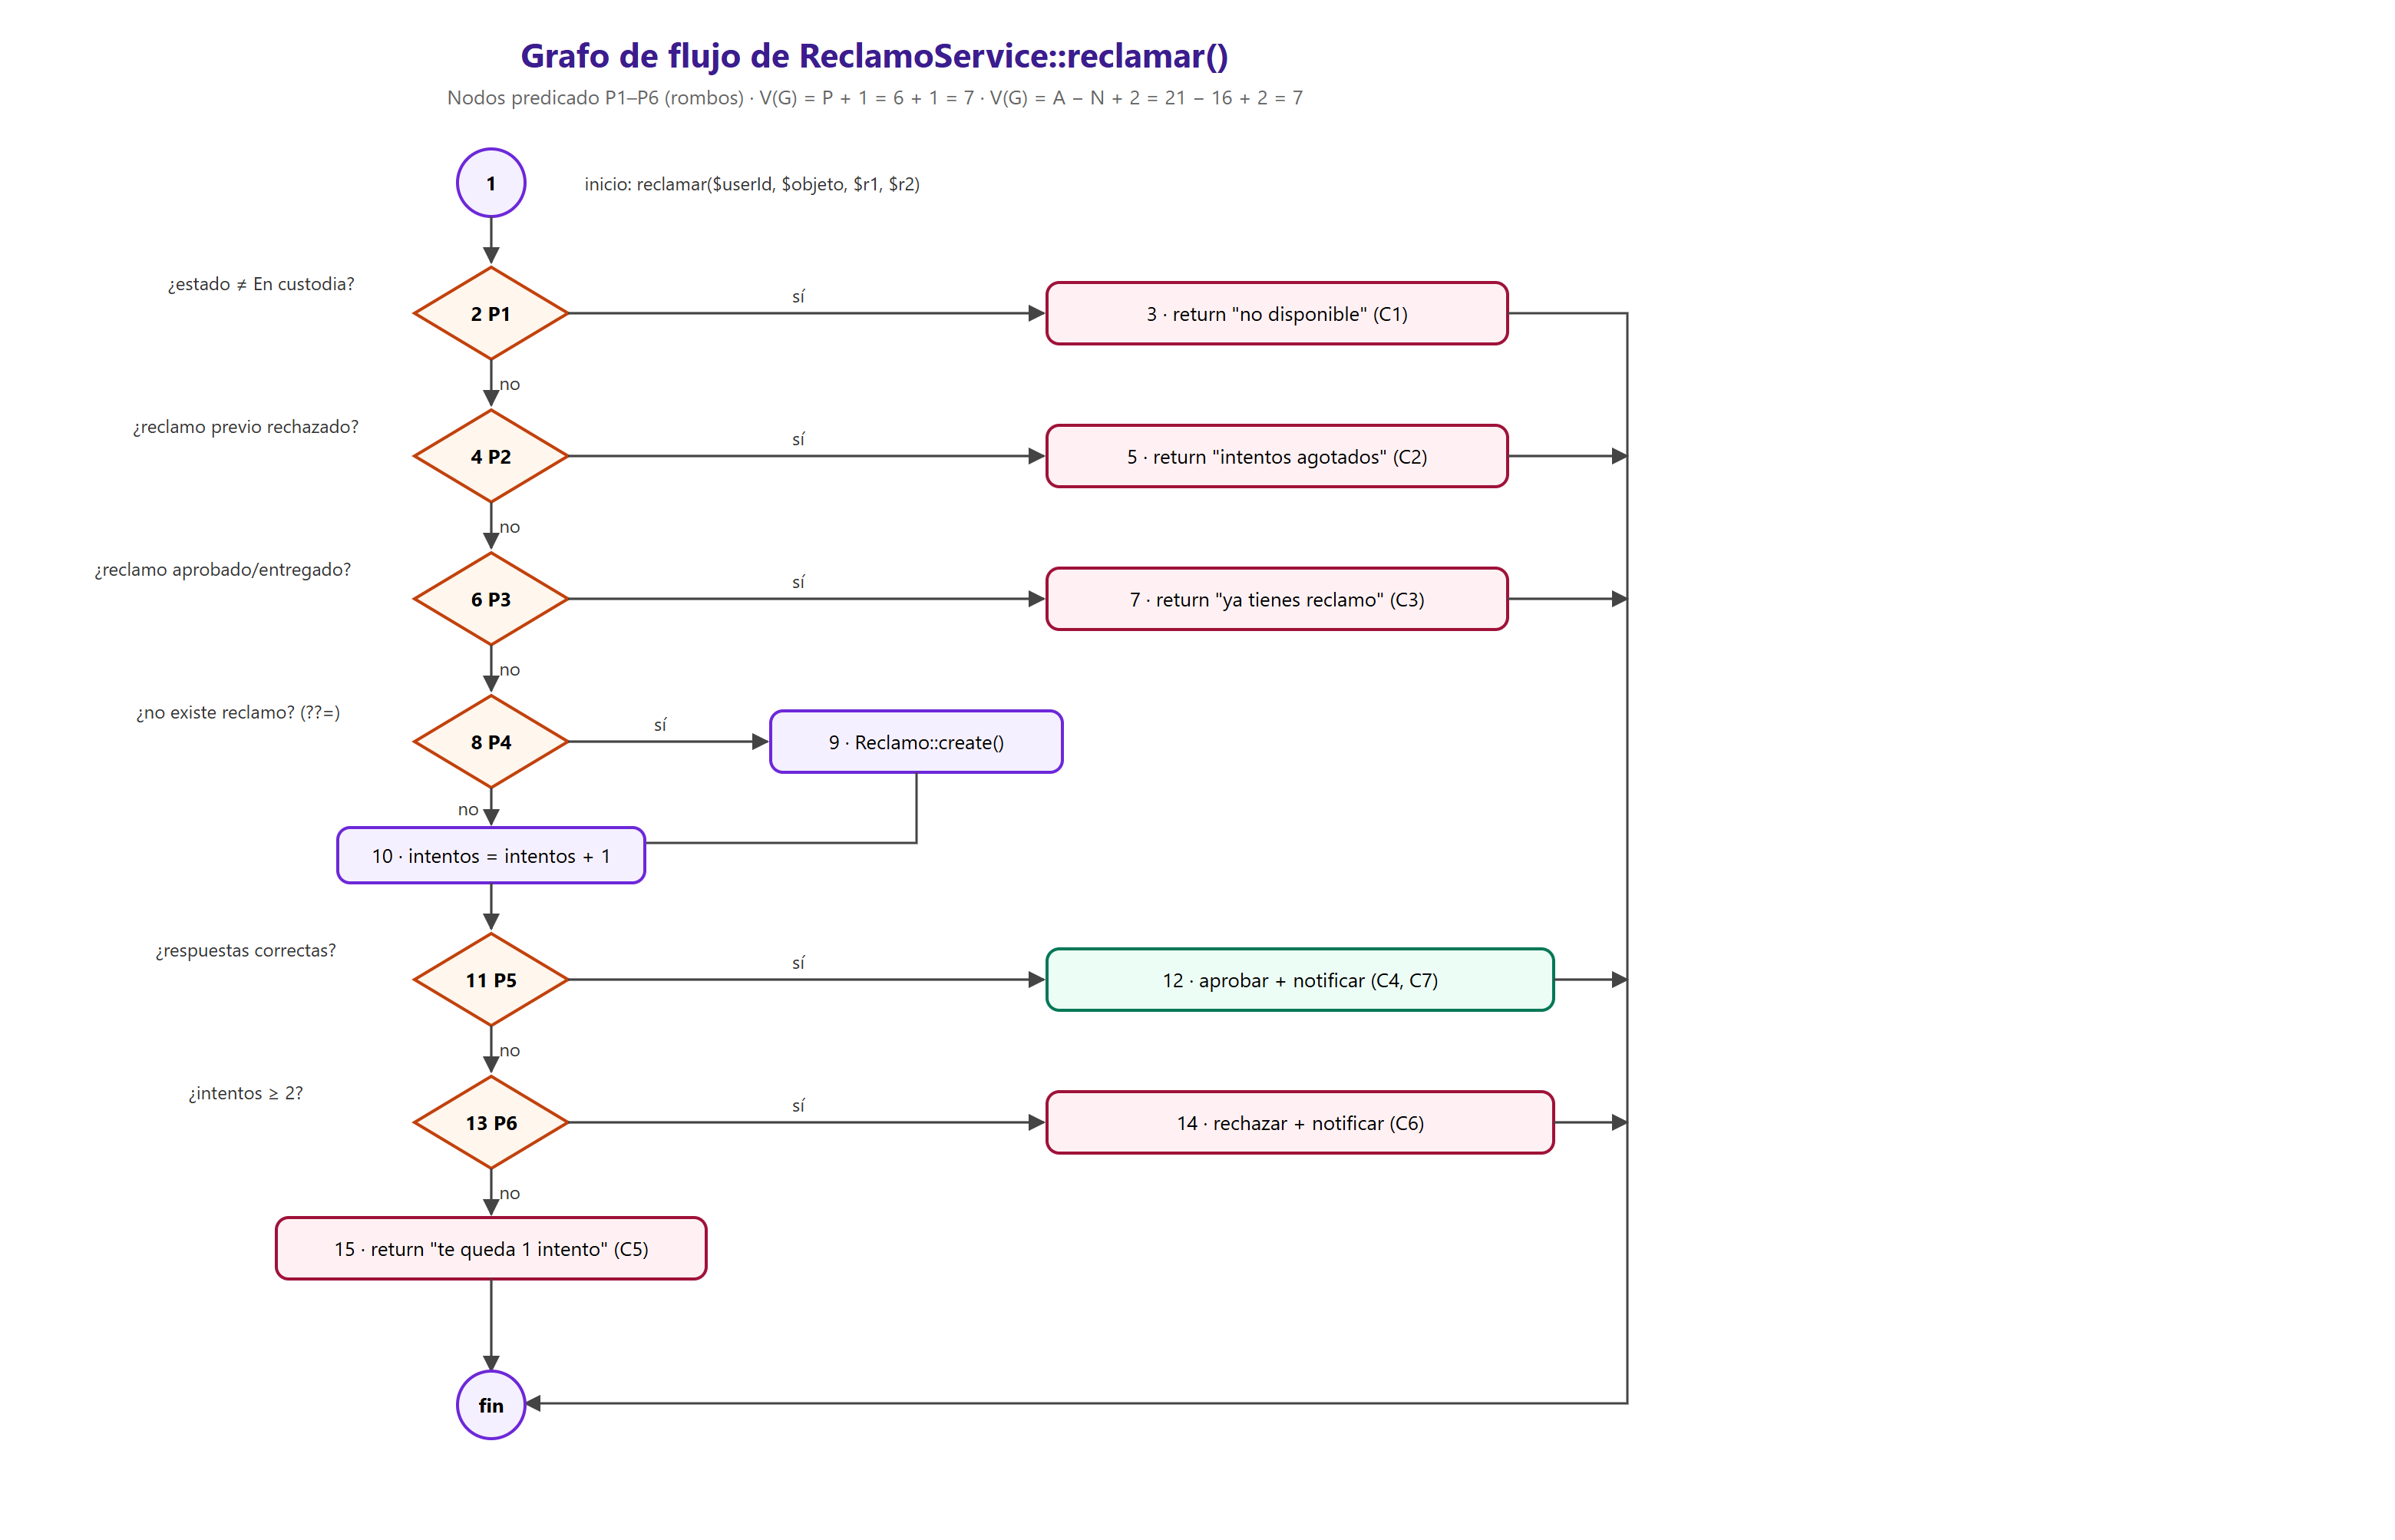 Grafo de flujo de ReclamoService::reclamar()
Nodos predicado P1–P6 (rombos) · V(G) = P + 1 = 6 + 1 = 7 · V(G) = A − N + 2 = 21 − 16 + 2 = 7
1
inicio: reclamar($userId, $objeto, $r1, $r2)
¿estado ≠ En custodia?
2 P1
sí
3 · return "no disponible" (C1)
no
¿reclamo previo rechazado?
4 P2
sí
5 · return "intentos agotados" (C2)
no
¿reclamo aprobado/entregado?
6 P3
sí
7 · return "ya tienes reclamo" (C3)
no
¿no existe reclamo? (??=)
8 P4
sí
9 · Reclamo::create()
no
10 · intentos = intentos + 1
¿respuestas correctas?
11 P5
sí
12 · aprobar + notificar (C4, C7)
no
¿intentos ≥ 2?
13 P6
sí
14 · rechazar + notificar (C6)
no
15 · return "te queda 1 intento" (C5)
fin